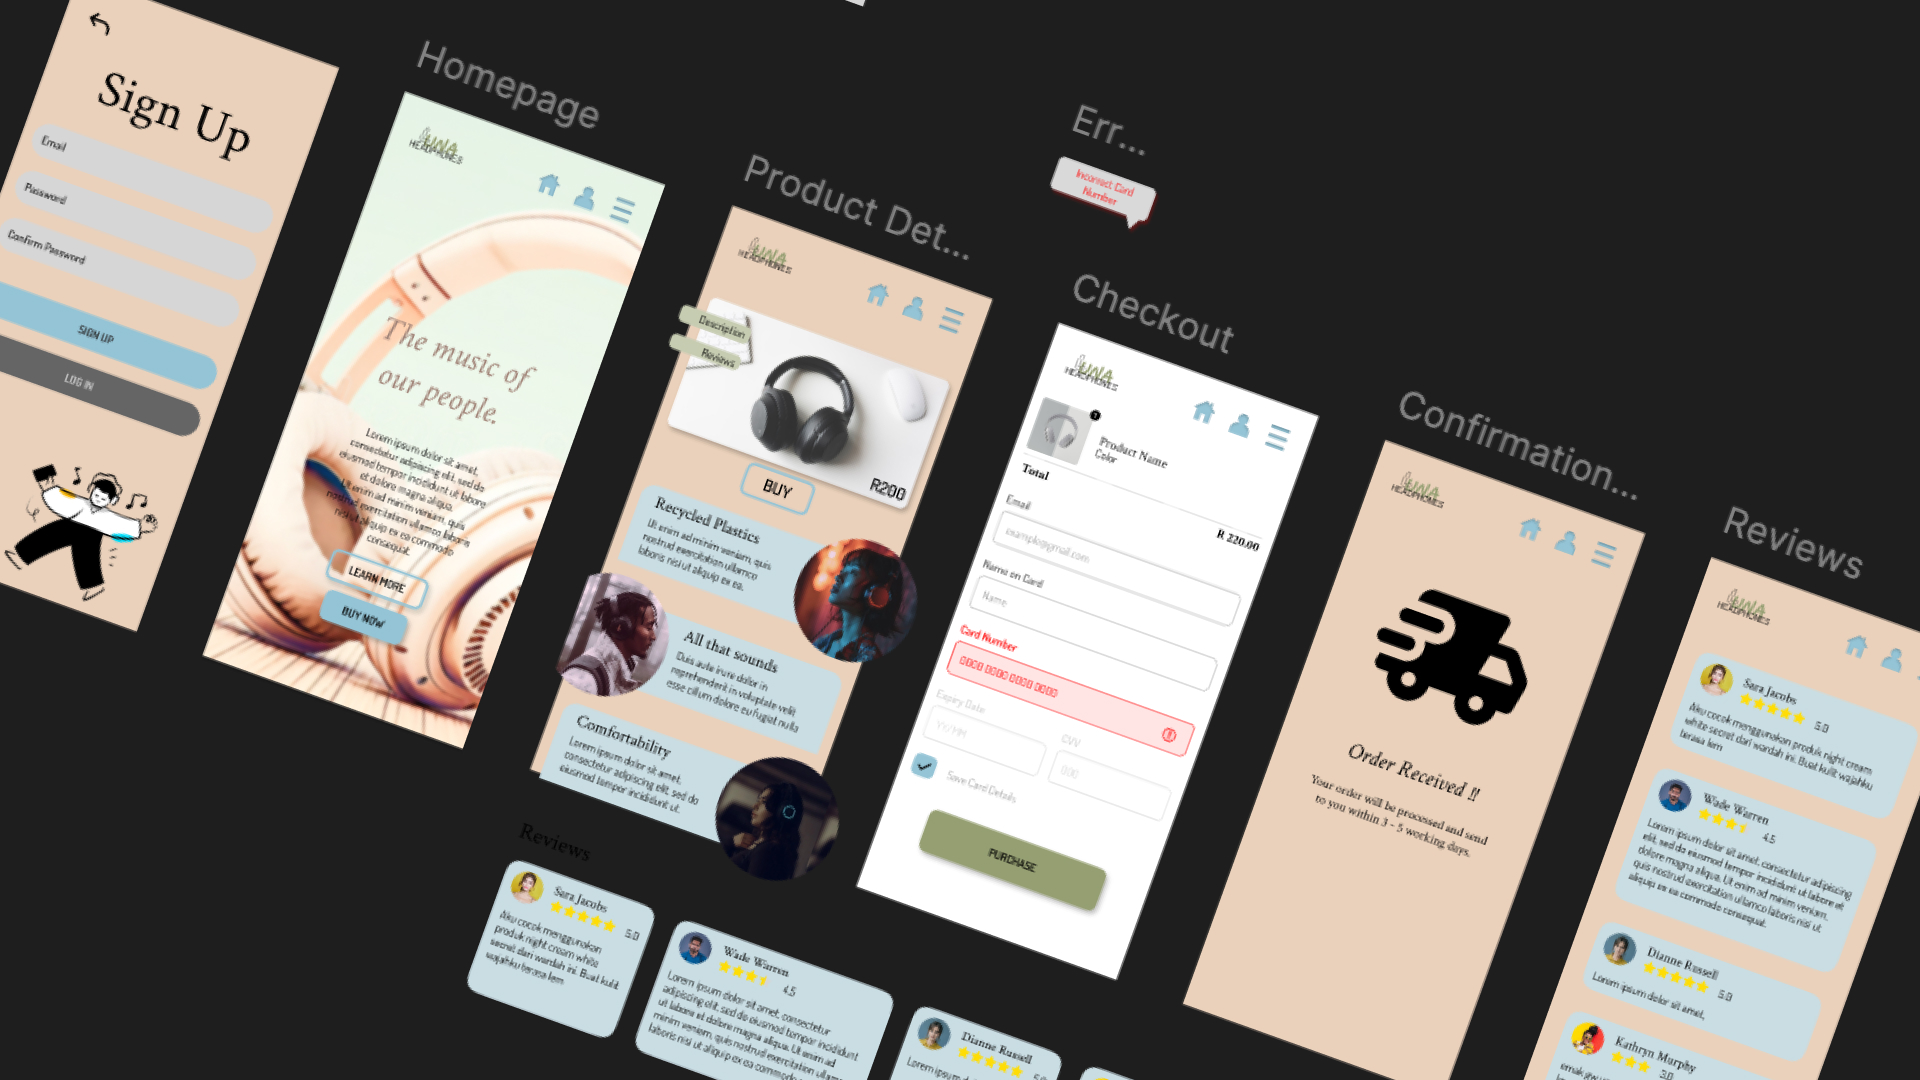 Sign Up
Email
Password
Confirm Password
SIGN UP
LOG IN
Homepage
HEADPHONES
The music of
our people.
Lorem ipsum dolor sit amet,
consectetur adipiscing elit, sed do
eiusmod tempor incididunt ut labore
et dolore magna aliqua.
Ut enim ad minim veniam, quis
nostrud exercitation ullamco laboris
nisi ut aliquip ex ea commodo
consequat.
LEARN MORE
BUY NOW
Product Det...
HEADPHONES
Description
Reviews
R200
BUY
Recycled Plastics
Ut enim ad minim veniam, quis
nostrud exercitation ullamco
laboris nisi ut aliquip ex ea.
All that sounds
Duis aute irure dolor in
reprehenderit in voluptate velit
esse cillum dolore eu fugiat nulla
Comfortability
Lorem ipsum dolor sit amet,
consectetur adipiscing elit, sed do
eiusmod tempor incididunt ut.
Reviews
Sara Jacobs
5.0
Aku cocok menggunakan
produk night cream white
secret dari wardah ini. Buat kulit
wajahku terasa lem
Wade Warren
4.5
Lorem ipsum dolor sit amet, consectetur
adipiscing elit, sed do eiusmod tempor incididunt
ut labore et dolore magna aliqua. Ut enim ad
minim veniam, quis nostrud exercitation ullamco
laboris nisi ut aliquip ex ea commodo
Dianne Russell
5.0
Lorem ipsum dolor
Err...
Incorrect Card
Number
Checkout
HEADPHONES
Product Name
Color
Total
R 220.00
Email
example@gmail.com
Name on Card
Name
Card Number
0000 0000 0000 0000
Expiry Date
YY/MM
CVV
000
Save Card Details
PURCHASE
Confirmation...
HEADPHONES
Order Received !!
Your order will be processed and send
to you within 3 - 5 working days.
Reviews
HEADPHONES
Sara Jacobs
5.0
Aku cocok menggunakan produk night cream
white secret dari wardah ini. Buat kulit wajahku
terasa lem
Wade Warren
4.5
Lorem ipsum dolor sit amet, consectetur adipiscing
elit, sed do eiusmod tempor incididunt ut labore et
dolore magna aliqua. Ut enim ad minim veniam,
quis nostrud exercitation ullamco laboris nisi ut
aliquip ex ea commodo consequat.
Dianne Russell
5.0
Lorem ipsum dolor sit amet,
Kathryn Murphy
3.0